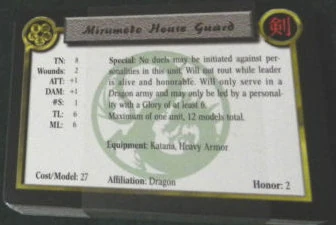 Mirumoto House Guard
剣
TN: 8
Wounds: 2
ATT: +1
DAM: +1
#S: 1
TL: 6
ML: 6
Special: No duels may be initiated against per-
sonalities in this unit. Will not rout while leader
is alive and honorable. Will only serve in a
Dragon army and may only be led by a personal-
ity with a Glory of at least 6.
Maximum of one unit, 12 models total.
Equipment: Katana, Heavy Armor
Cost/Model: 27
Affiliation: Dragon
Honor: 2